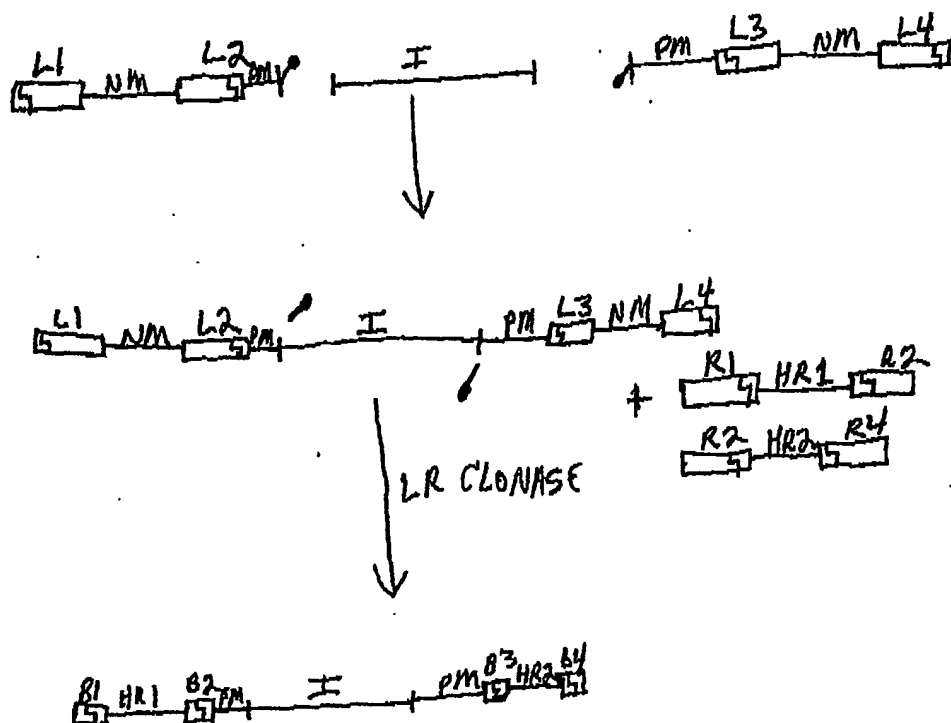 L1 NM L2 PM I PM L3 NM L4
L1 NM L2 PM I PM L3 NM L4
+ R1 HR1 R2
R2 HR2 R4
LR CLONASE
B1 HR1 B2 PM I PM B3 HR2 B4